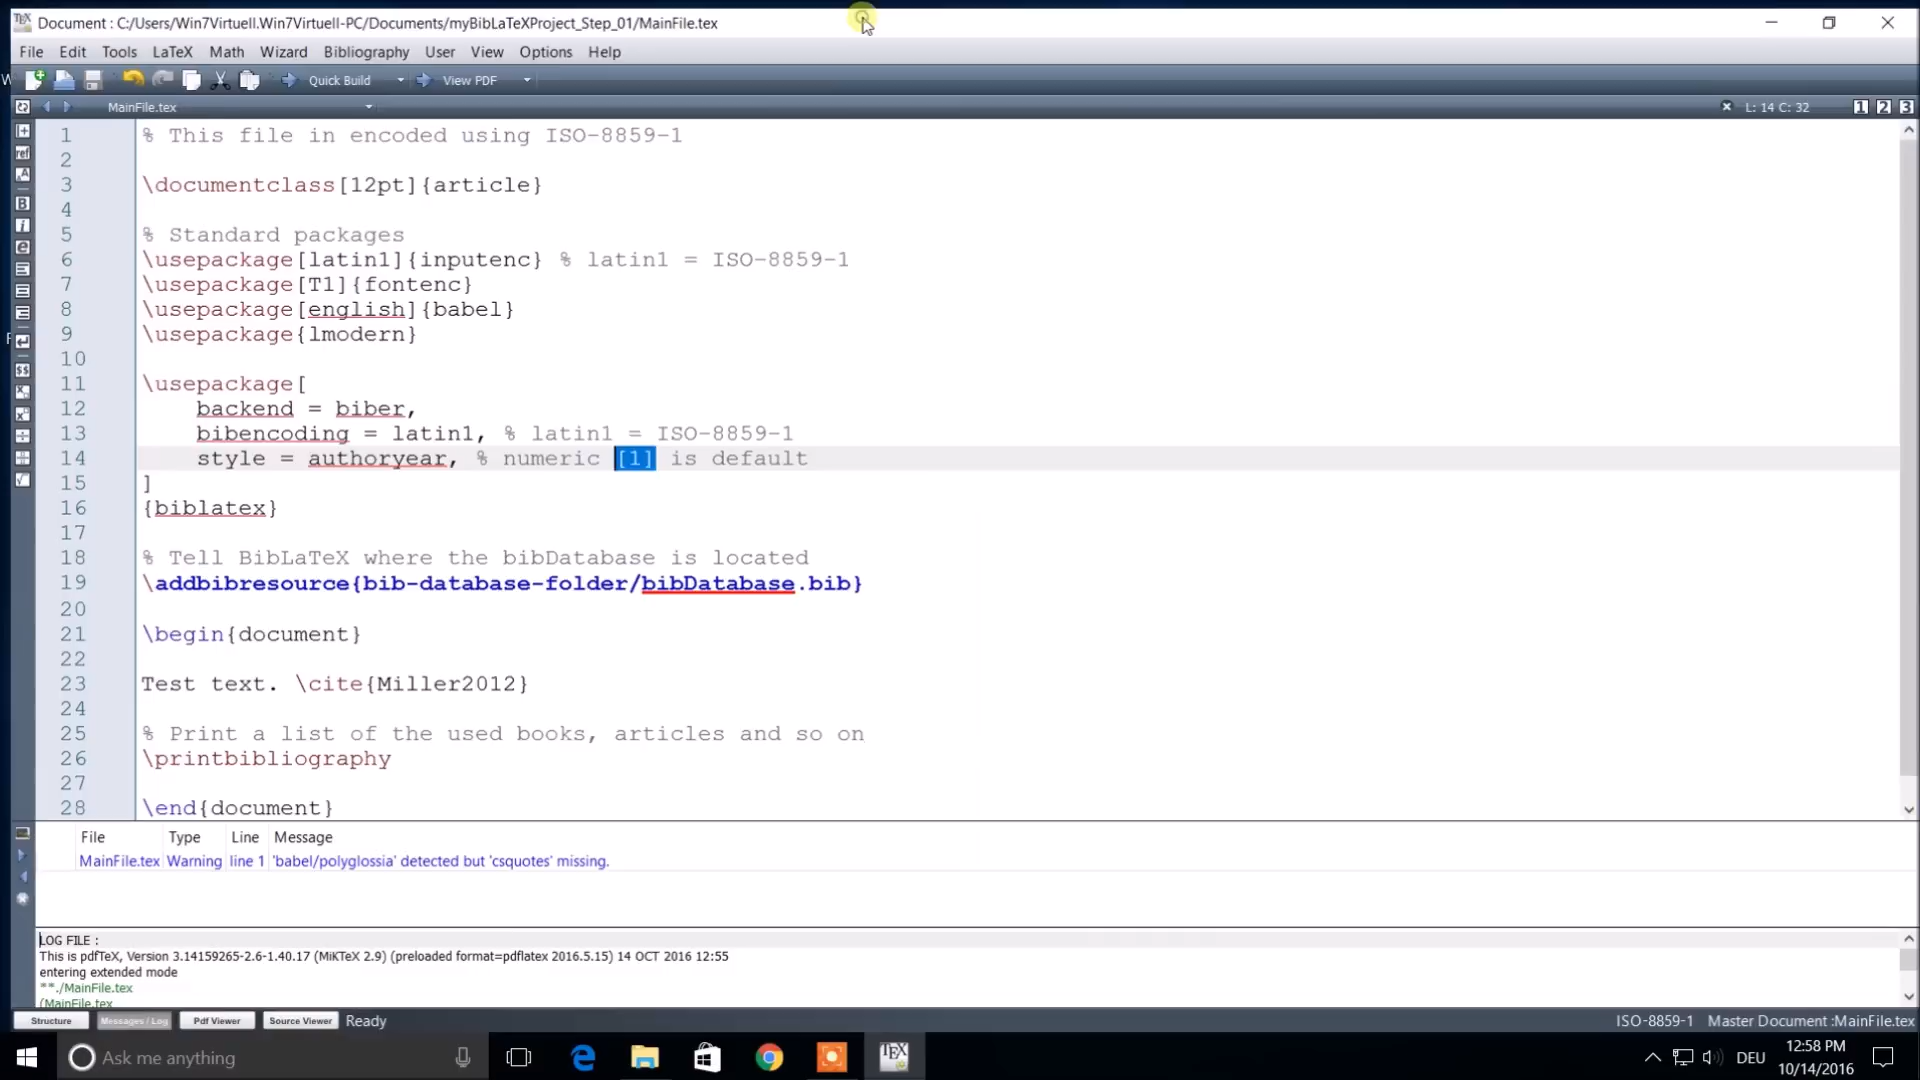 Document : C:/Users/Win7Virtuell.Win7Virtuell-PC/Documents/myBibLaTeXProject_Step_01/MainFile.tex
File Edit Tools LaTeX Math Wizard Bibliography User View Options Help
Quick Build View PDF
MainFile.tex L: 14 C: 32 1 2 3
1 % This file in encoded using ISO-8859-1
2
3 \documentclass[12pt]{article}
4
5 % Standard packages
6 \usepackage[latin1]{inputenc} % latin1 = ISO-8859-1
7 \usepackage[T1]{fontenc}
8 \usepackage[english]{babel}
9 \usepackage{lmodern}
10
11 \usepackage[
12 backend = biber,
13 bibencoding = latin1, % latin1 = ISO-8859-1
14 style = authoryear, % numeric [1] is default
15 ]
16 {biblatex}
17
18 % Tell BibLaTeX where the bibDatabase is located
19 \addbibresource{bib-database-folder/bibDatabase.bib}
20
21 \begin{document}
22
23 Test text. \cite{Miller2012}
24
25 % Print a list of the used books, articles and so on
26 \printbibliography
27
28 \end{document}
File Type Line Message
MainFile.tex Warning line 1 'babel/polyglossia' detected but 'csquotes' missing.
LOG FILE :
This is pdfTeX, Version 3.14159265-2.6-1.40.17 (MiKTeX 2.9) (preloaded format=pdflatex 2016.5.15) 14 OCT 2016 12:55
entering extended mode
**./MainFile.tex
(MainFile.tex
Structure Messages / Log Pdf Viewer Source Viewer Ready ISO-8859-1 Master Document :MainFile.tex
Ask me anything DEU 12:58 PM
10/14/2016